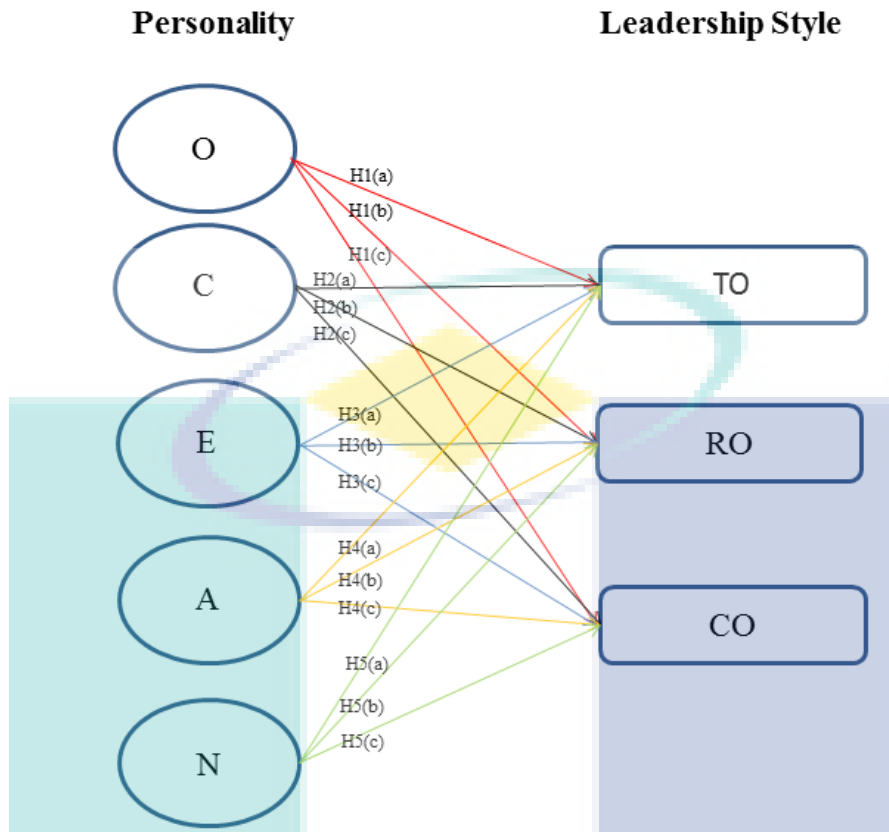 Personality
Leadership Style
O
C
E
A
N
H1(a)
H1(b)
H1(c)
H2(a)
H2(b)
H2(c)
H3(a)
H3(b)
H3(c)
H4(a)
H4(b)
H4(c)
H5(a)
H5(b)
H5(c)
TO
RO
CO